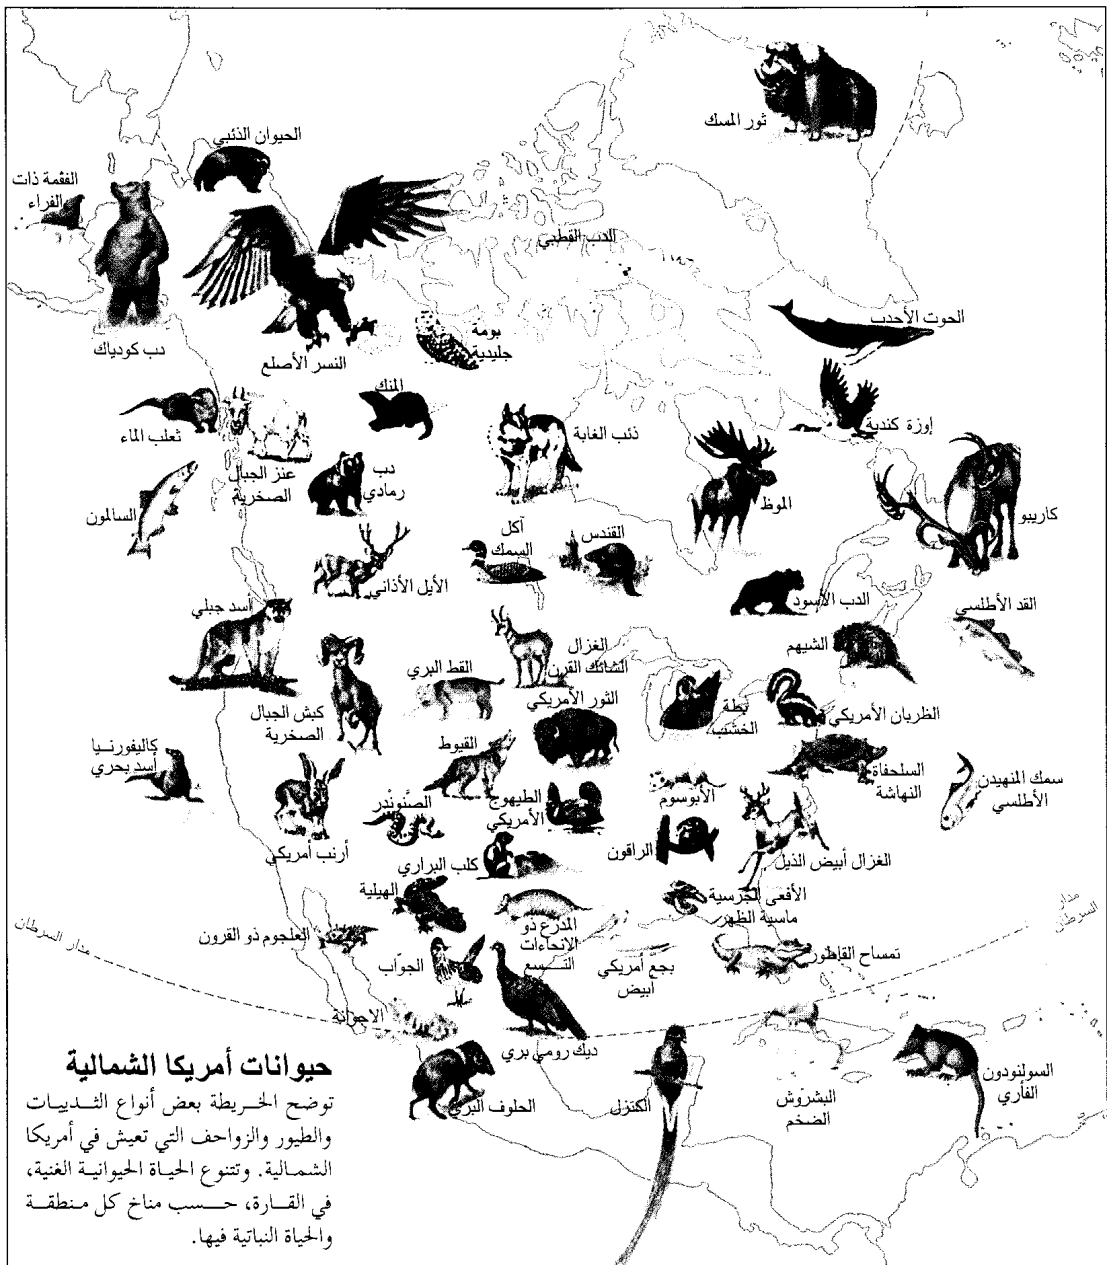 ثور المسك
الحيوان الذئبي
الفقمة ذات
الفراء
الدب القطبي
الحوت الأحدب
بومة
جليدية
دب كودياك
النسر الأصلع
المنك
إوزة كندية
ثعلب الماء
ذئب الغابة
عنز الجبال
الصخرية
دب
رمادي
الموظ
السالمون
كاريبو
آكل
السمك
القندس
الأيل الأذاني
الدب الأسود
القد الأطلسي
أسد جبلي
الغزال
الشائك القرن
الشيهم
القط البري
الثور الأمريكي
بطة
الخشب
الظربان الأمريكي
كبش الجبال
الصخرية
القيوط
كاليفورنيا
أسد بحري
السلحفاة
النهاشة
سمك المنهيدن
الأطلسي
الأبوسوم
الطيهوج
الأمريكي
الصنوندر
أرنب أمريكي
الراقون
الغزال أبيض الذيل
كلب البراري
الهيلية
الأفعى الجرسية
ماسية الظهر
مدار
السرطان
مدار السرطان
العلجوم ذو القرون
المدرع ذو
الانحاءات
التسع
تمساح القاطور
الجوّاب
بجع أمريكي
أبيض
الاجوانة
ديك رومي بري
حيوانات أمريكا الشمالية
توضح الخريطة بعض أنواع الثدييات
والطيور والزواحف التي تعيش في أمريكا
الشمالية. وتتنوع الحياة الحيوانية الغنية،
في القارة، حسب مناخ كل منطقة
والحياة النباتية فيها.
الحلوف البري
الكتزل
البشروش
الضخم
السولنودون
الفأري